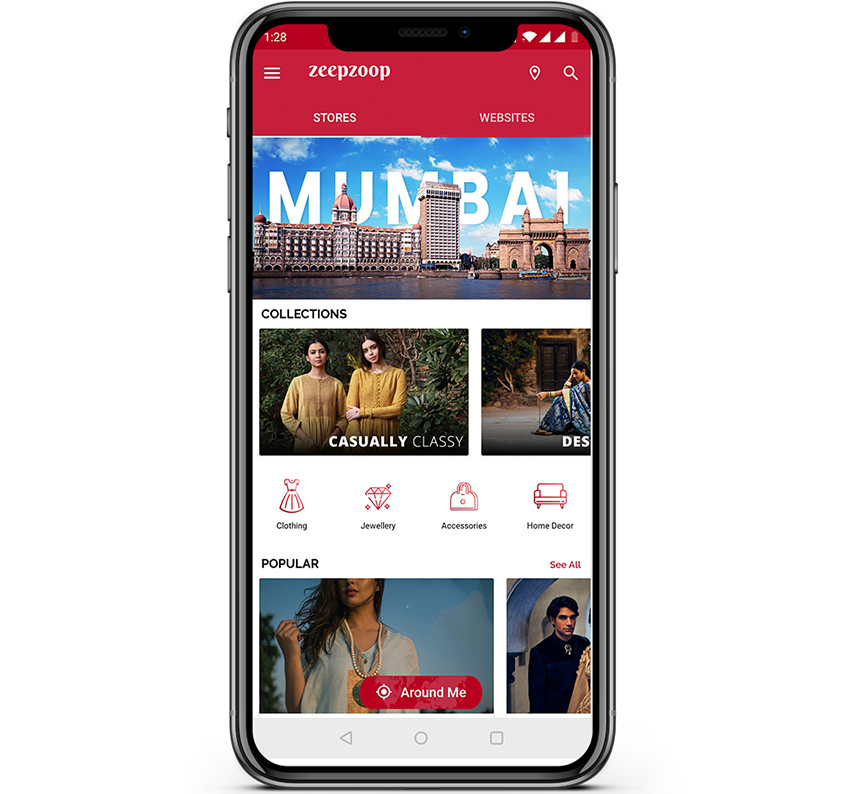 1:28
zeepzoop
STORES
WEBSITES
MUMBAI
COLLECTIONS
CASUALLY CLASSY
DES
Clothing
Jewellery
Accessories
Home Decor
POPULAR
See All
Around Me